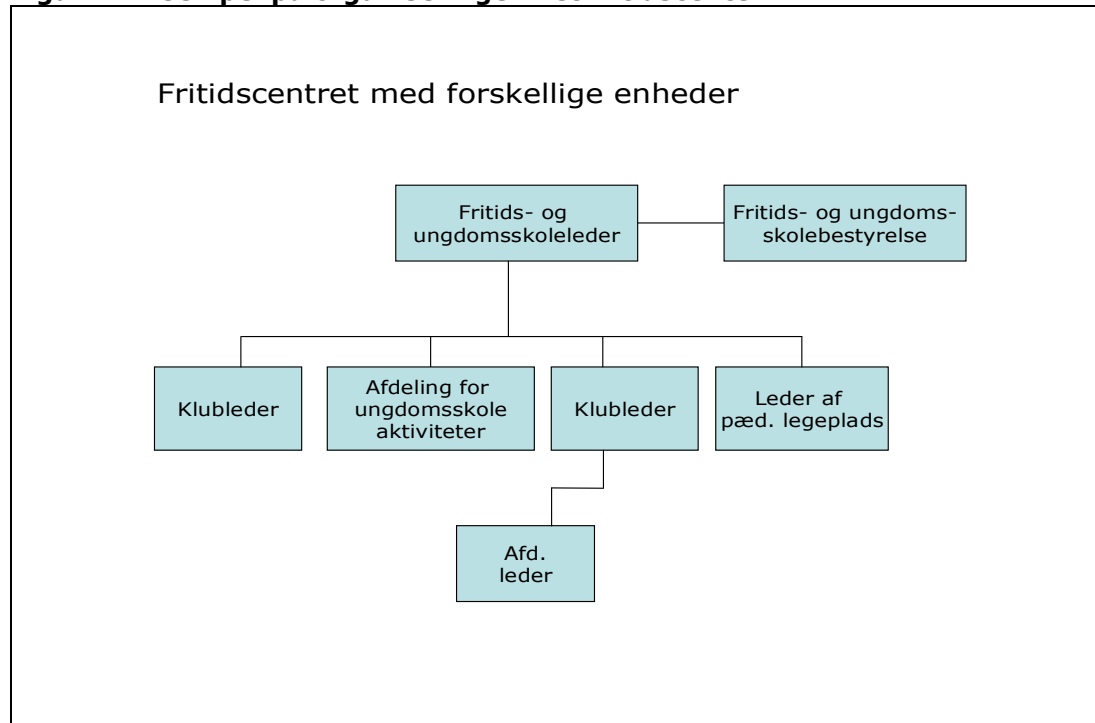 Fritidscentret med forskellige enheder
Fritids- og
ungdomsskoleleder
Fritids- og ungdoms-
skolebestyrelse
Klubleder
Afdeling for
ungdomsskole
aktiviteter
Klubleder
Leder af
pæd. legeplads
Afd.
leder